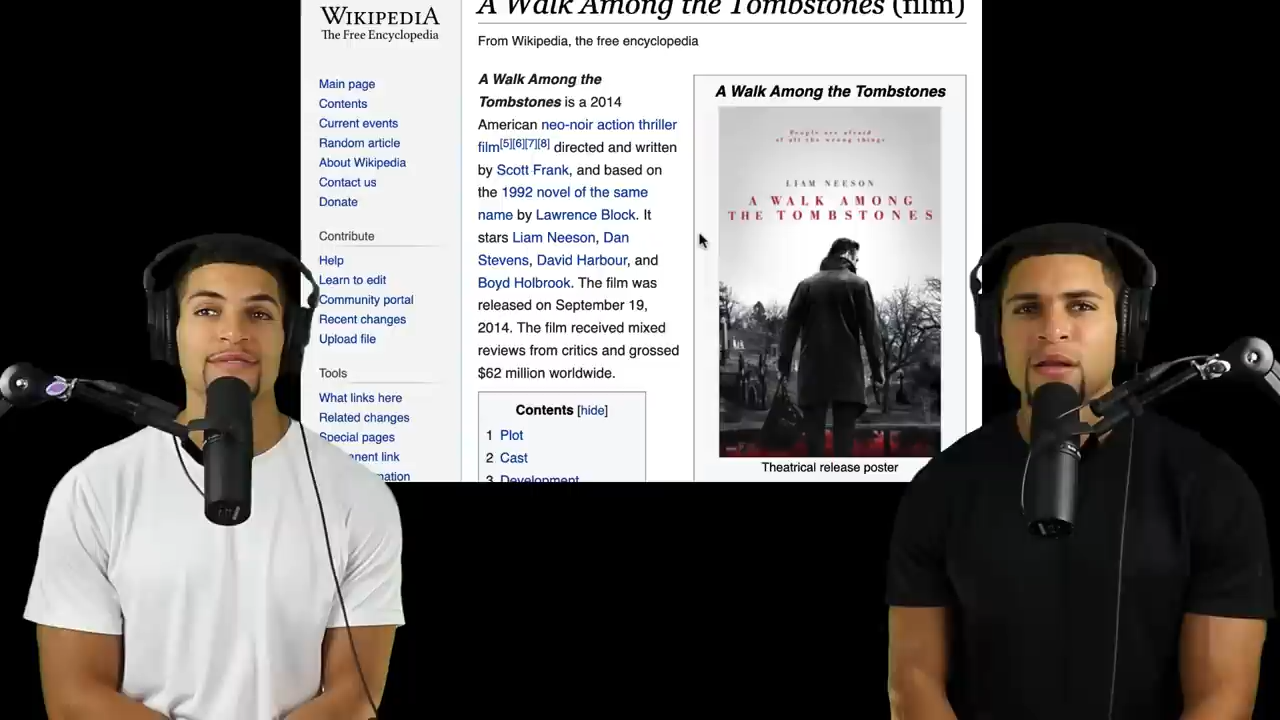 A Walk Among the Tombstones (film)
WIKIPEDIA
The Free Encyclopedia
From Wikipedia, the free encyclopedia
Main page
Contents
Current events
Random article
About Wikipedia
Contact us
Donate
Contribute
Help
Learn to edit
Community portal
Recent changes
Upload file
Tools
What links here
Related changes
Special pages
anent link
mation
A Walk Among the
Tombstones is a 2014
American neo-noir action thriller
film[5][6][7][8] directed and written
by Scott Frank, and based on
the 1992 novel of the same
name by Lawrence Block. It
stars Liam Neeson, Dan
Stevens, David Harbour, and
Boyd Holbrook. The film was
released on September 19,
2014. The film received mixed
reviews from critics and grossed
$62 million worldwide.
Contents [hide]
1 Plot
2 Cast
3 Development
A Walk Among the Tombstones
People are afraid
of all the wrong things
LIAM NEESON
A WALK AMONG
THE TOMBSTONES
Theatrical release poster